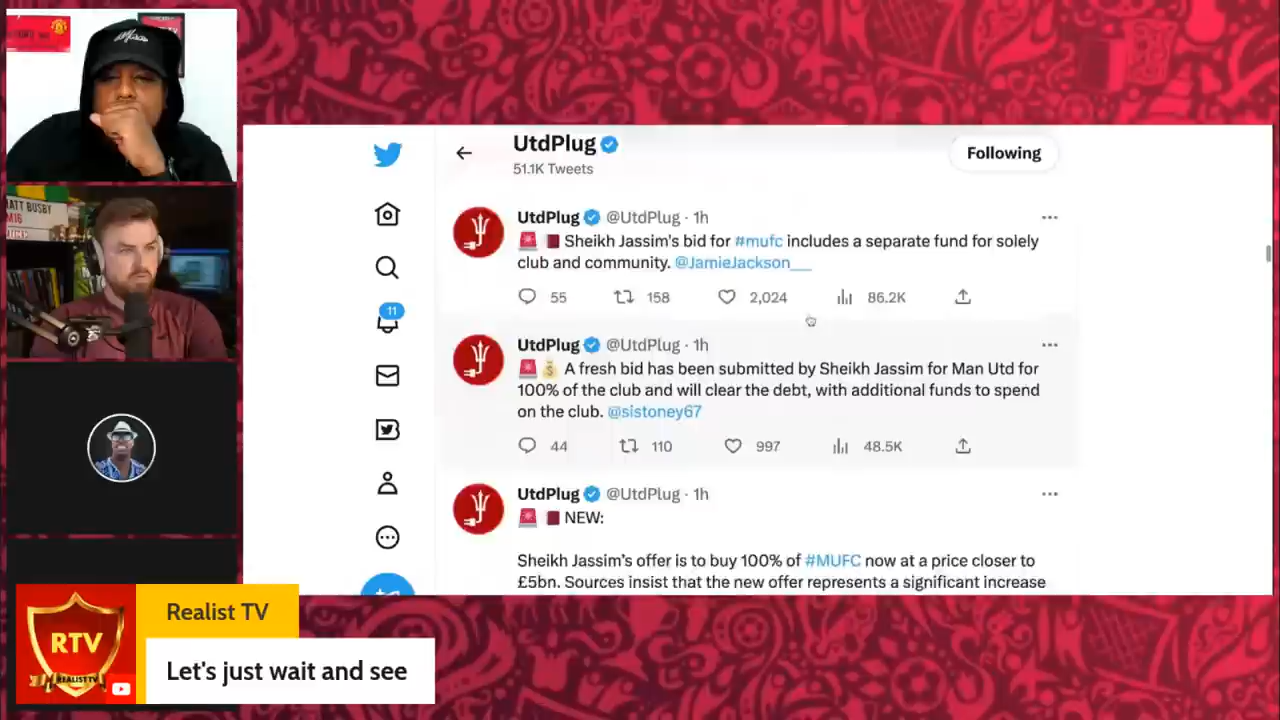 ATT BUSBY
M16
UtdPlug
51.1K Tweets
Following
UtdPlug @UtdPlug · 1h
Sheikh Jassim's bid for #mufc includes a separate fund for solely
club and community. @JamieJackson___
55 158 2,024 86.2K
11
UtdPlug @UtdPlug · 1h
A fresh bid has been submitted by Sheikh Jassim for Man Utd for
100% of the club and will clear the debt, with additional funds to spend
on the club. @sistoney67
44 110 997 48.5K
UtdPlug @UtdPlug · 1h
NEW:
Sheikh Jassim's offer is to buy 100% of #MUFC now at a price closer to
£5bn. Sources insist that the new offer represents a significant increase
RTV
REALIST TV
Realist TV
Let's just wait and see